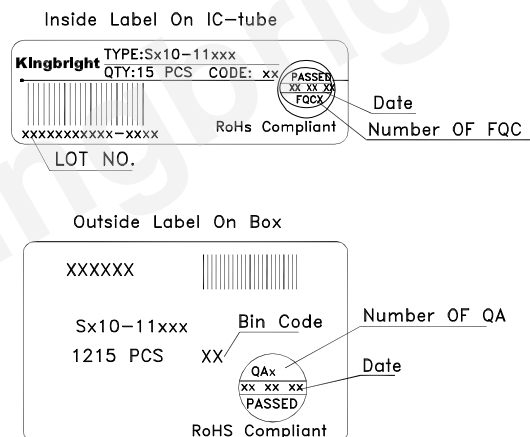 Inside Label On IC-tube
Kingbright
TYPE:Sx10-11xxx
QTY:15 PCS CODE: xx
PASSED
XX XX XX
FQCX
xxxxxxxxxxx-xxxx
RoHs Compliant
Date
Number OF FQC
LOT NO.
Outside Label On Box
XXXXXX
Sx10-11xxx
Bin Code
Number OF QA
1215 PCS
XX
QAx
Date
XX XX XX
PASSED
RoHS Compliant